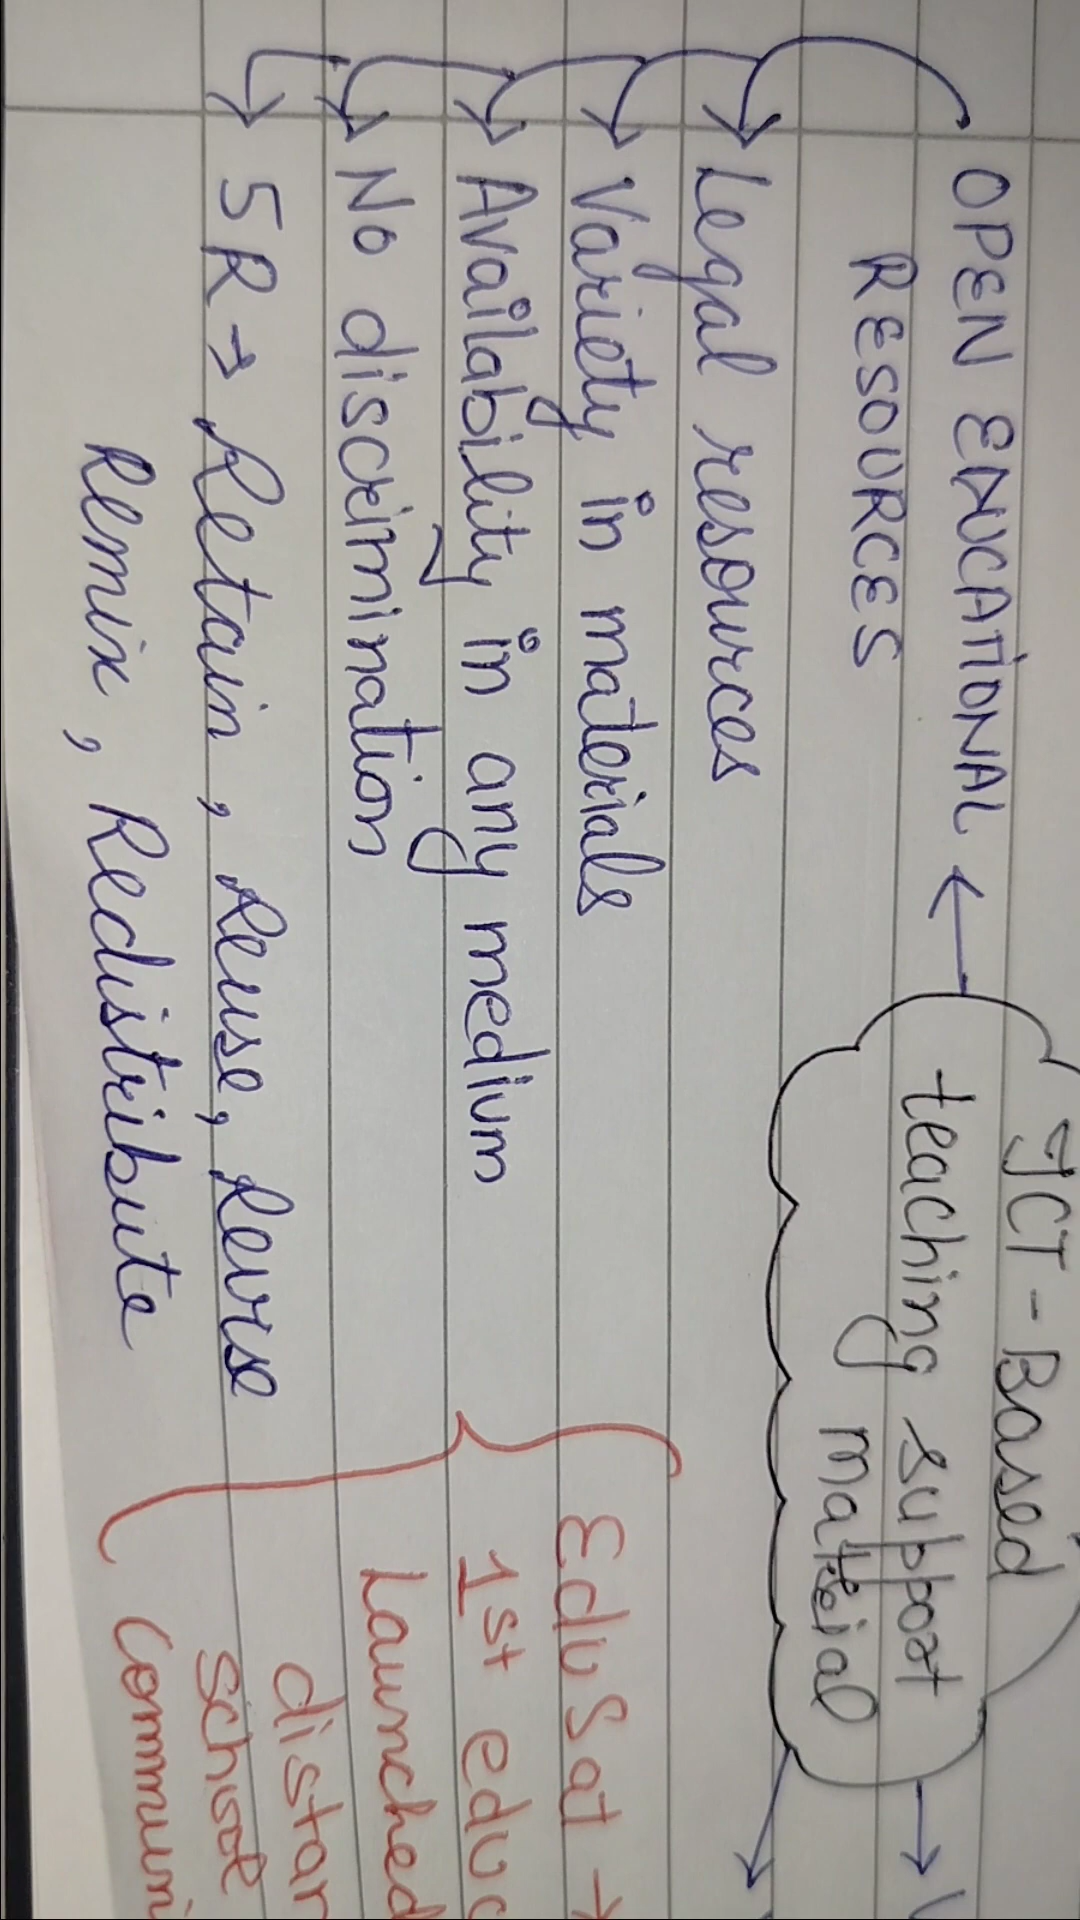 ICT-Based
teaching support
material
OPEN EDUCATIONAL
RESOURCES
Legal resources
Variety in materials
Availability in any medium
No discrimination
5R → Retain, Reuse, Revise
Remix, Redistribute
EduSat →
1st educ
Launched
distan
school
Communi